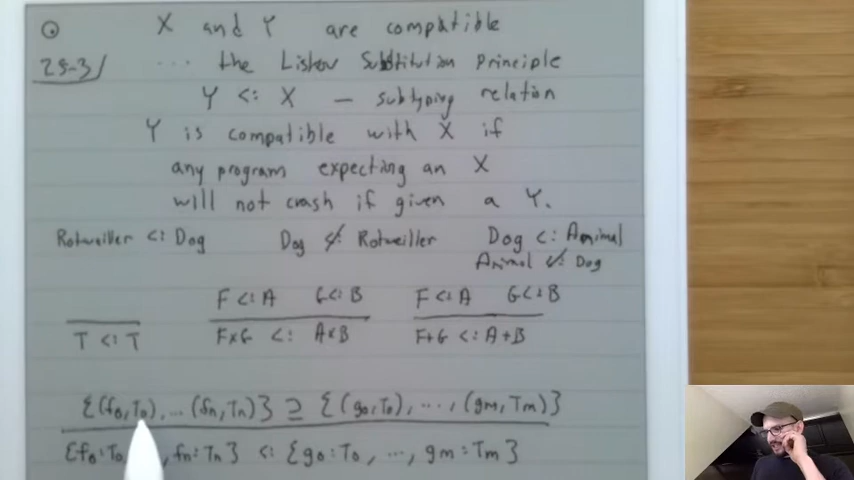 ⊙ X and Y are compatible
25-3/ ... the Liskov Substitution Principle
Y <: X — subtyping relation
Y is compatible with X if
any program expecting an X
will not crash if given a Y.
Rotweiller <: Dog Dog ≮: Rotweiller Dog <: Animal
Animal ≮: Dog
F <: A G <: B F <: A G <: B
T <: T F×G <: A×B F+G <: A+B
{(f₀,T₀),...(fₙ,Tₙ)} ⊇ {(g₀,T₀),...,(gm,Tm)}
{f₀:T₀ , fₙ:Tₙ} <: {g₀:T₀, ..., gm:Tm}